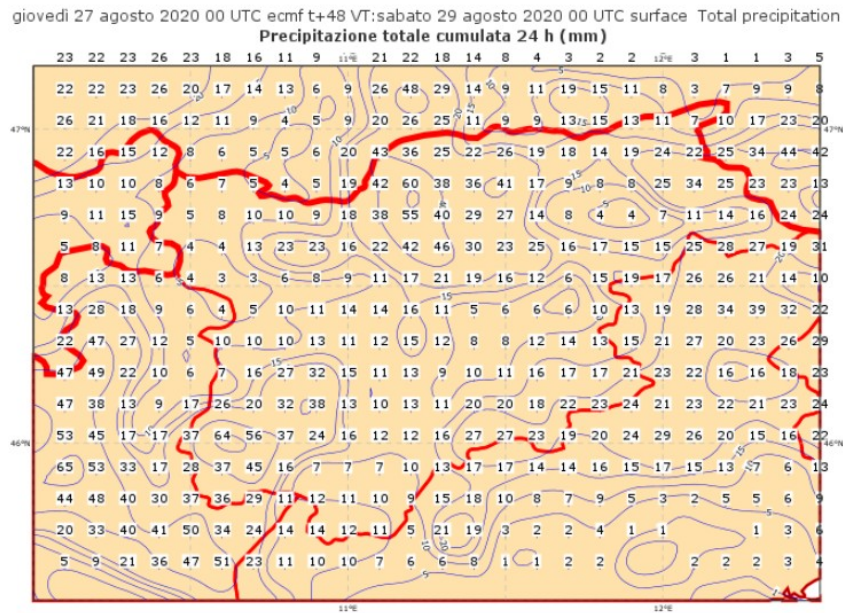 giovedì 27 agosto 2020 00 UTC ecmf t+48 VT:sabato 29 agosto 2020 00 UTC surface Total precipitation
Precipitazione totale cumulata 24 h (mm)
23 22 22 23 23 18 16 11 9 11°E 21 22 18 14 8 4 3 7 12°E 3 1 1 3 5
22 22 23 26 20 17 14 13 6 9 26 48 29 14 9 11 19 15 11 8 3 7 9 9 8
47°N 26 21 18 16 12 11 9 4 5 9 20 26 25 11 9 9 13 15 13 11 7 10 17 23 20 47°N
22 16 15 12 8 6 5 5 6 20 43 36 25 22 26 19 18 14 19 24 22 25 34 44 42
13 10 10 8 6 7 5 4 5 19 42 60 38 36 41 17 9 8 8 25 34 25 23 23 13
9 11 15 9 5 8 10 10 9 18 38 55 40 29 27 14 8 4 4 7 11 14 16 24 24
5 8 11 7 4 4 13 23 23 16 22 42 46 30 23 25 16 17 15 15 25 28 27 19 31
8 13 13 6 4 3 3 6 8 9 11 17 21 19 16 12 6 15 19 17 26 26 21 14 10
13 28 18 9 6 4 5 10 11 14 14 16 11 5 6 6 6 10 13 19 28 34 39 32 22
22 47 27 12 5 10 10 10 13 11 12 15 12 8 8 12 14 13 15 21 27 20 23 26 29
47 49 22 10 6 7 16 27 32 15 11 13 9 10 11 16 17 17 21 23 22 16 16 18 23
47 38 13 9 17 26 20 32 38 13 10 13 11 20 20 18 22 23 24 21 23 22 21 23 24
46°N 53 45 17 17 37 64 56 37 24 16 12 12 16 27 27 23 19 20 24 29 26 20 15 16 22 46°N
65 53 33 17 28 37 45 16 7 7 7 10 13 17 17 14 14 16 15 17 15 13 7 6 13
44 48 40 30 37 36 29 11 12 11 10 9 15 18 10 8 7 9 5 3 2 5 5 6 9
20 33 40 41 50 34 24 14 14 12 11 5 21 19 3 2 2 4 1 1 1 3 6
5 9 21 36 47 51 23 11 10 10 7 6 6 8 1 1 2 2 2 2 2 3 4
11°E 12°E